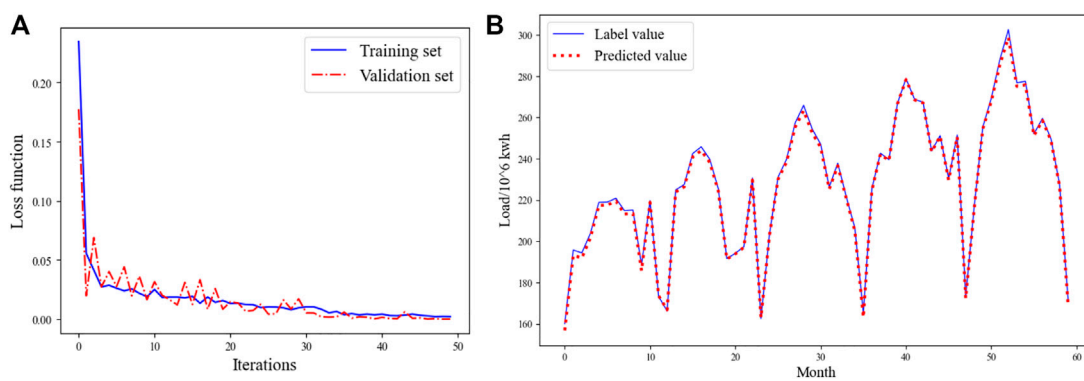 A
Training set
Validation set
Loss function
0.20
0.15
0.10
0.05
0.00
0 10 20 30 40 50
Iterations
B
Label value
Predicted value
Load/10^6 kwh
300
280
260
240
220
200
180
160
0 10 20 30 40 50 60
Month